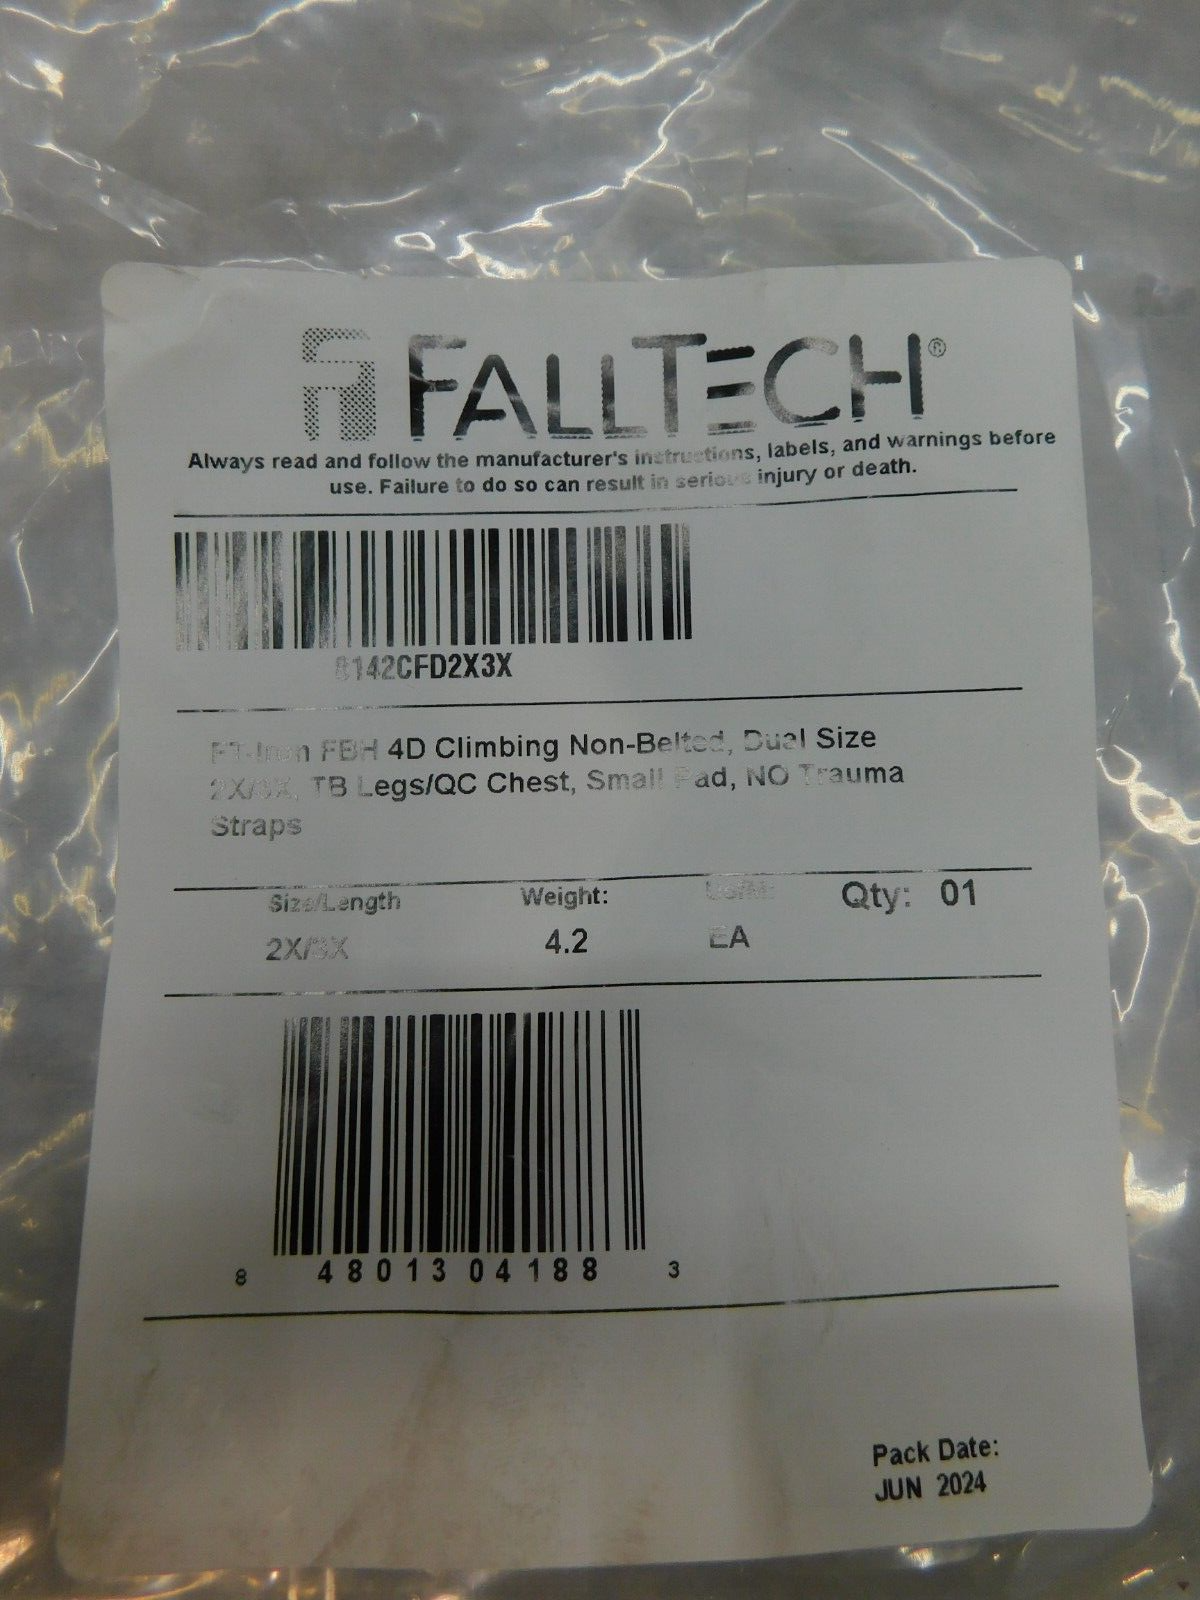 FALLTECH®
Always read and follow the manufacturer's instructions, labels, and warnings before
use. Failure to do so can result in serious injury or death.
8142CFD2X3X
FT-Iron FBH 4D Climbing Non-Belted, Dual Size
2X/3X, TB Legs/QC Chest, Small Pad, NO Trauma
Straps
Size/Length Weight: UofM: Qty: 01
2X/3X 4.2 EA
8 48013 04188 3
Pack Date:
JUN 2024